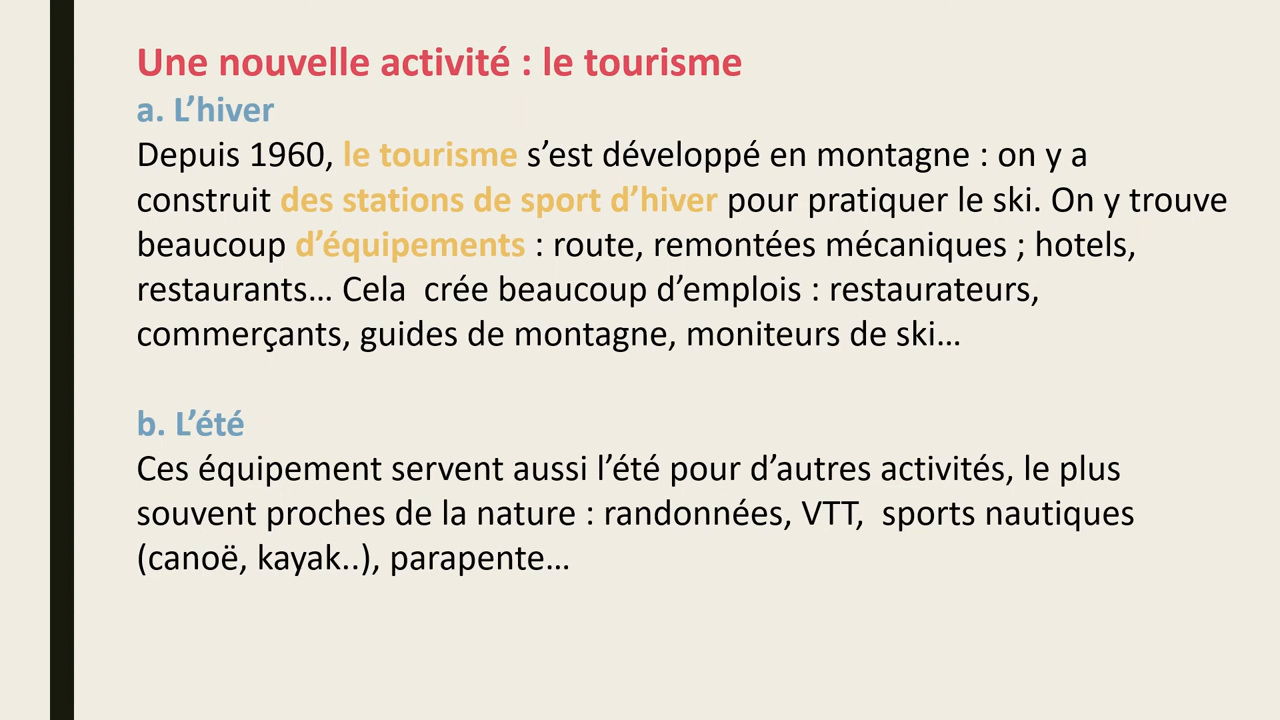 Une nouvelle activité : le tourisme
a. L’hiver
Depuis 1960, le tourisme s’est développé en montagne : on y a
construit des stations de sport d’hiver pour pratiquer le ski. On y trouve
beaucoup d’équipements : route, remontées mécaniques ; hotels,
restaurants… Cela  crée beaucoup d’emplois : restaurateurs,
commerçants, guides de montagne, moniteurs de ski…
b. L’été
Ces équipement servent aussi l’été pour d’autres activités, le plus
souvent proches de la nature : randonnées, VTT,  sports nautiques
(canoë, kayak..), parapente…